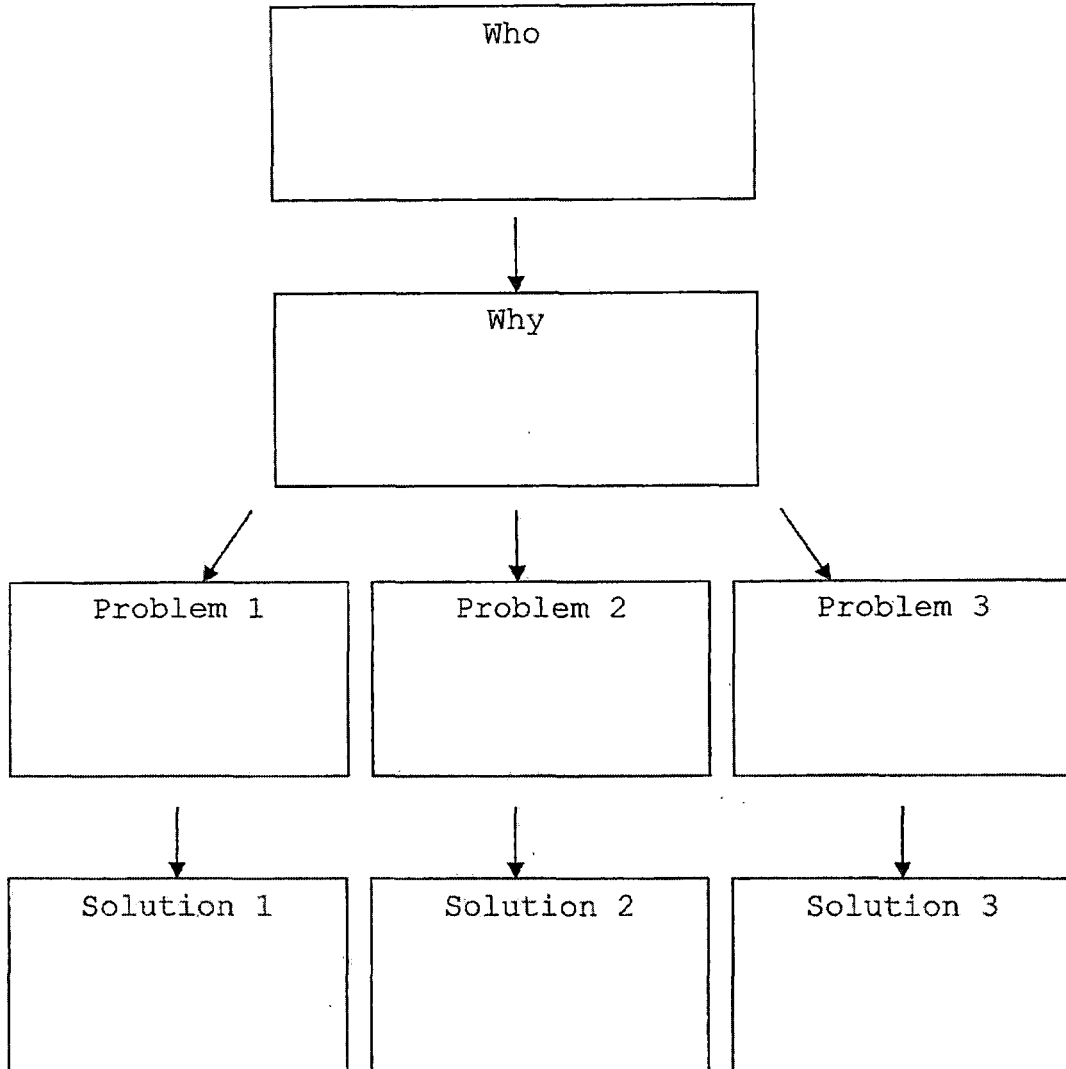 Who
Why
Problem 1
Problem 2
Problem 3
Solution 1
Solution 2
Solution 3